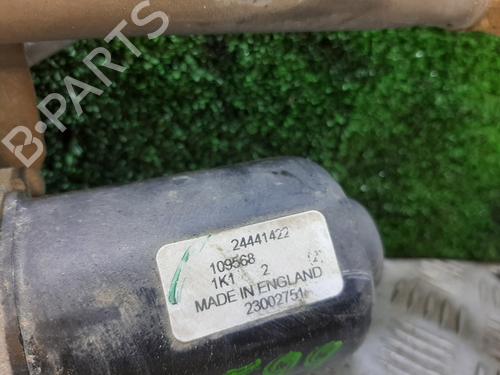 B-PARTS
24441422
109568
1K1 2
MADE IN ENGLAND
23002751